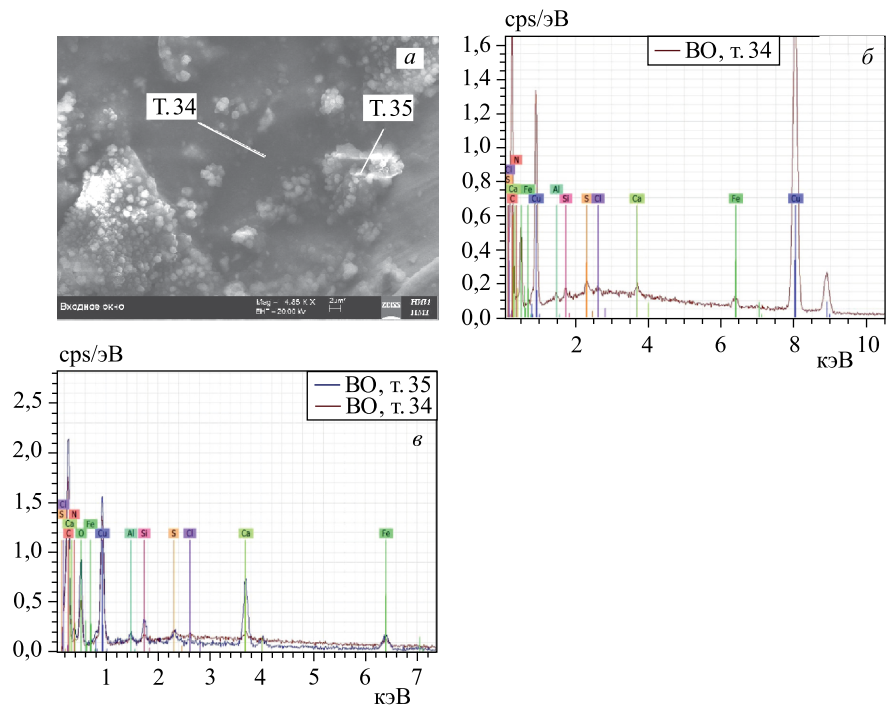 а
Т. 34
Т. 35
Входное окно
Mag = 4.85 K X
2µm
EHT = 20.00 kV
ZEISS
cps/эВ
1,6
1,4
1,2
1,0
0,8
0,6
0,4
0,2
0,0
ВО, т. 34
б
N
Cl
S
Ca Fe Al
C Cu Si S Cl Ca Fe Cu
2 4 6 8 10
кэВ
cps/эВ
2,5
2,0
1,5
1,0
0,5
0,0
ВО, т. 35
ВО, т. 34
в
Cl
S N
Ca Fe
C O Cu Al Si S Cl Ca Fe
1 2 3 4 5 6 7
кэВ